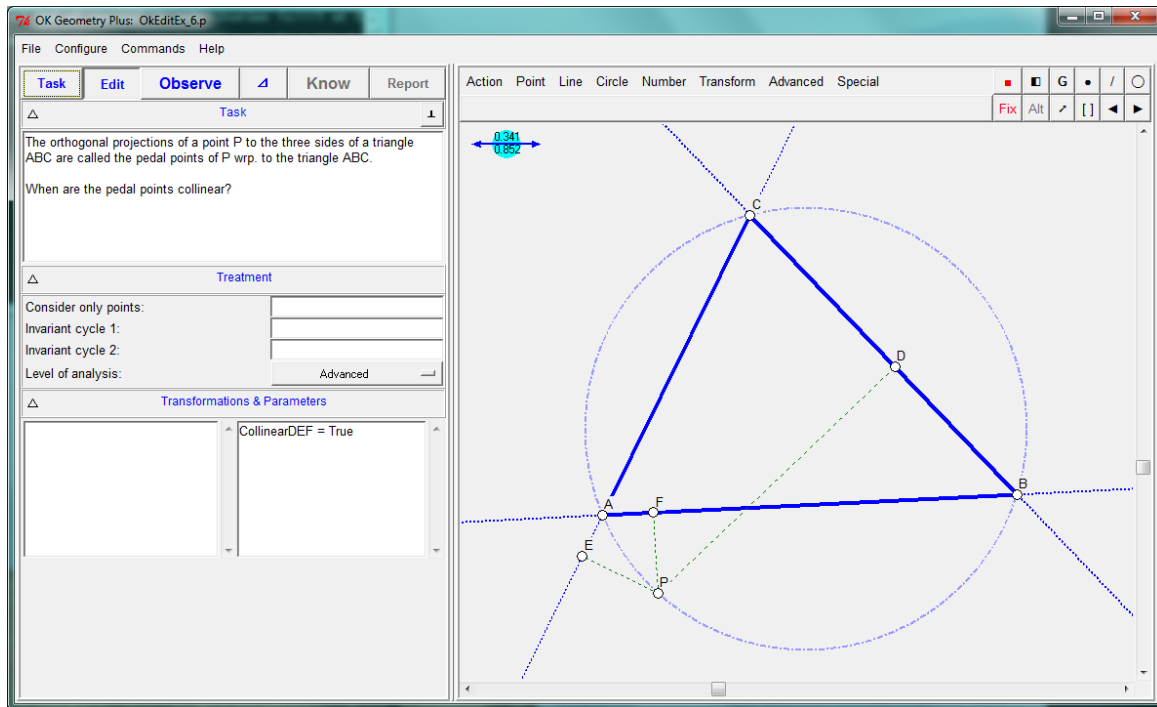 OK Geometry Plus: OkEditEx_6.p
File Configure Commands Help
Task Edit Observe Know Report
Task
The orthogonal projections of a point P to the three sides of a triangle
ABC are called the pedal points of P wrp. to the triangle ABC.
When are the pedal points collinear?
Treatment
Consider only points:
Invariant cycle 1:
Invariant cycle 2:
Level of analysis: Advanced
Transformations & Parameters
CollinearDEF = True
Action Point Line Circle Number Transform Advanced Special
G /
Fix Alt [ ]
0.341
0.852
C
D
B
A F
E
P